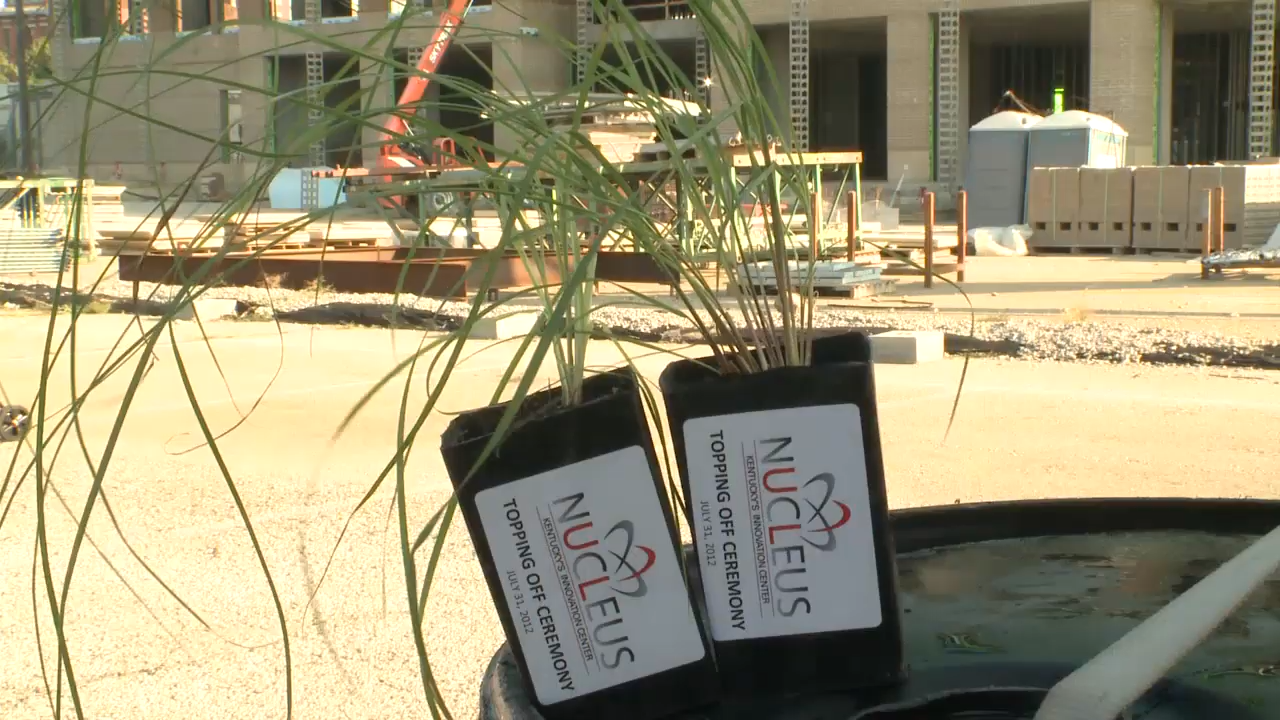 NUCLEUS
KENTUCKY'S INNOVATION CENTER
TOPPING OFF CEREMONY
JULY 31, 2012
NUCLEUS
KENTUCKY'S INNOVATION CENTER
TOPPING OFF CEREMONY
JULY 31, 2012